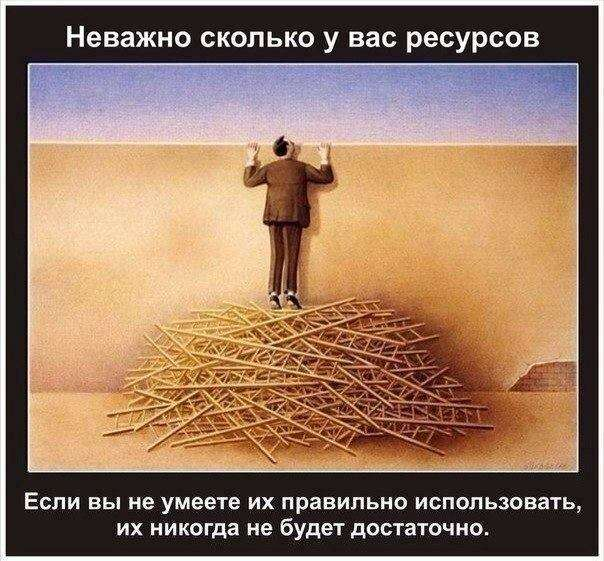 Неважно сколько у вас ресурсов
Если вы не умеете их правильно использовать,
их никогда не будет достаточно.